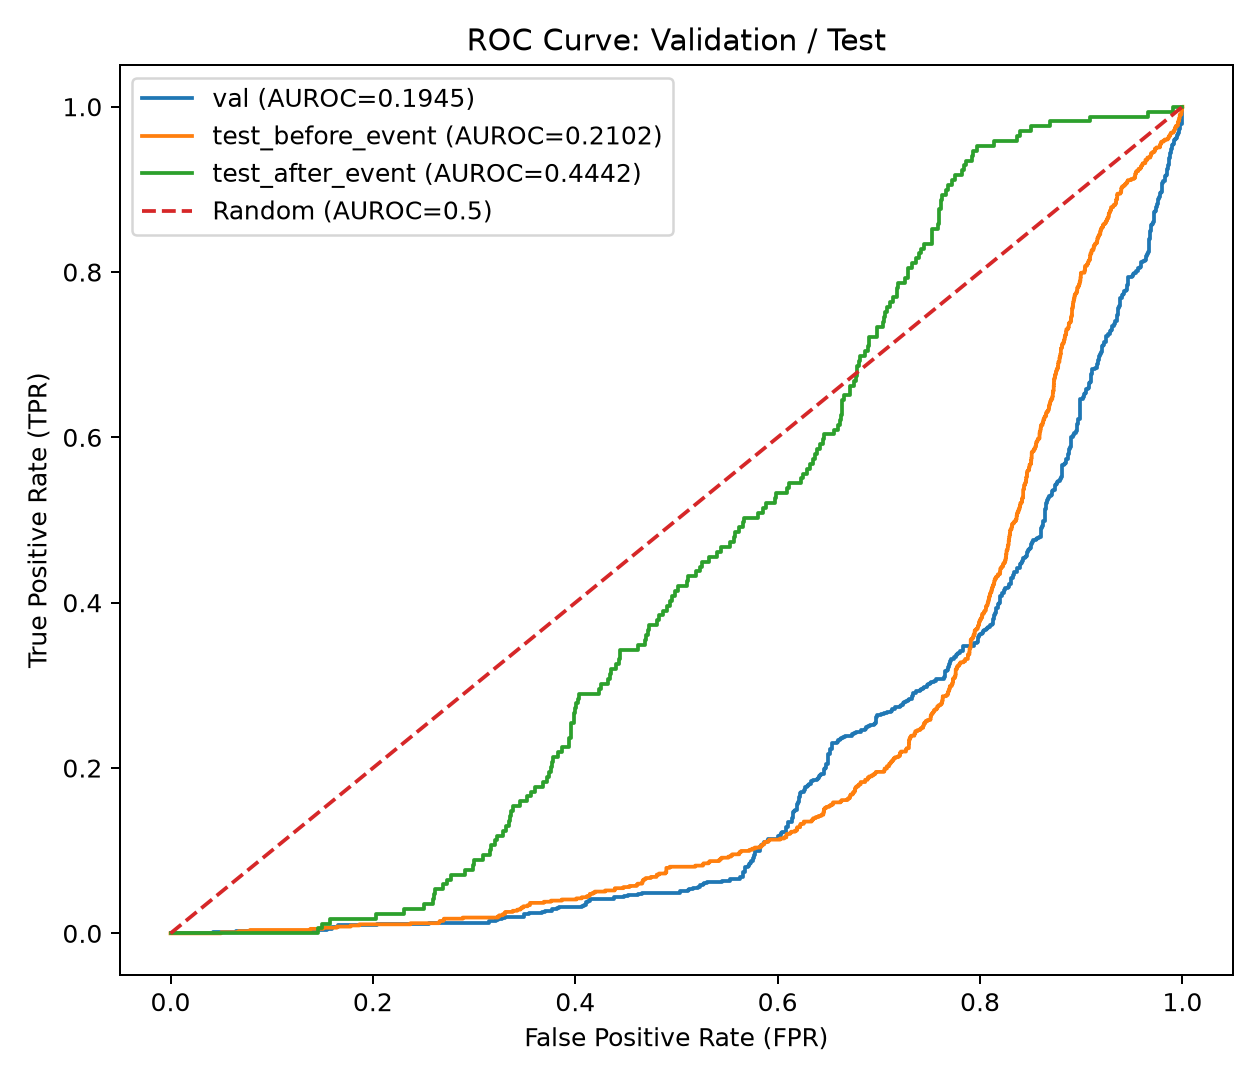 ROC Curve: Validation / Test
val (AUROC=0.1945)
test_before_event (AUROC=0.2102)
test_after_event (AUROC=0.4442)
Random (AUROC=0.5)
True Positive Rate (TPR)
1.0
0.8
0.6
0.4
0.2
0.0
0.0 0.2 0.4 0.6 0.8 1.0
False Positive Rate (FPR)